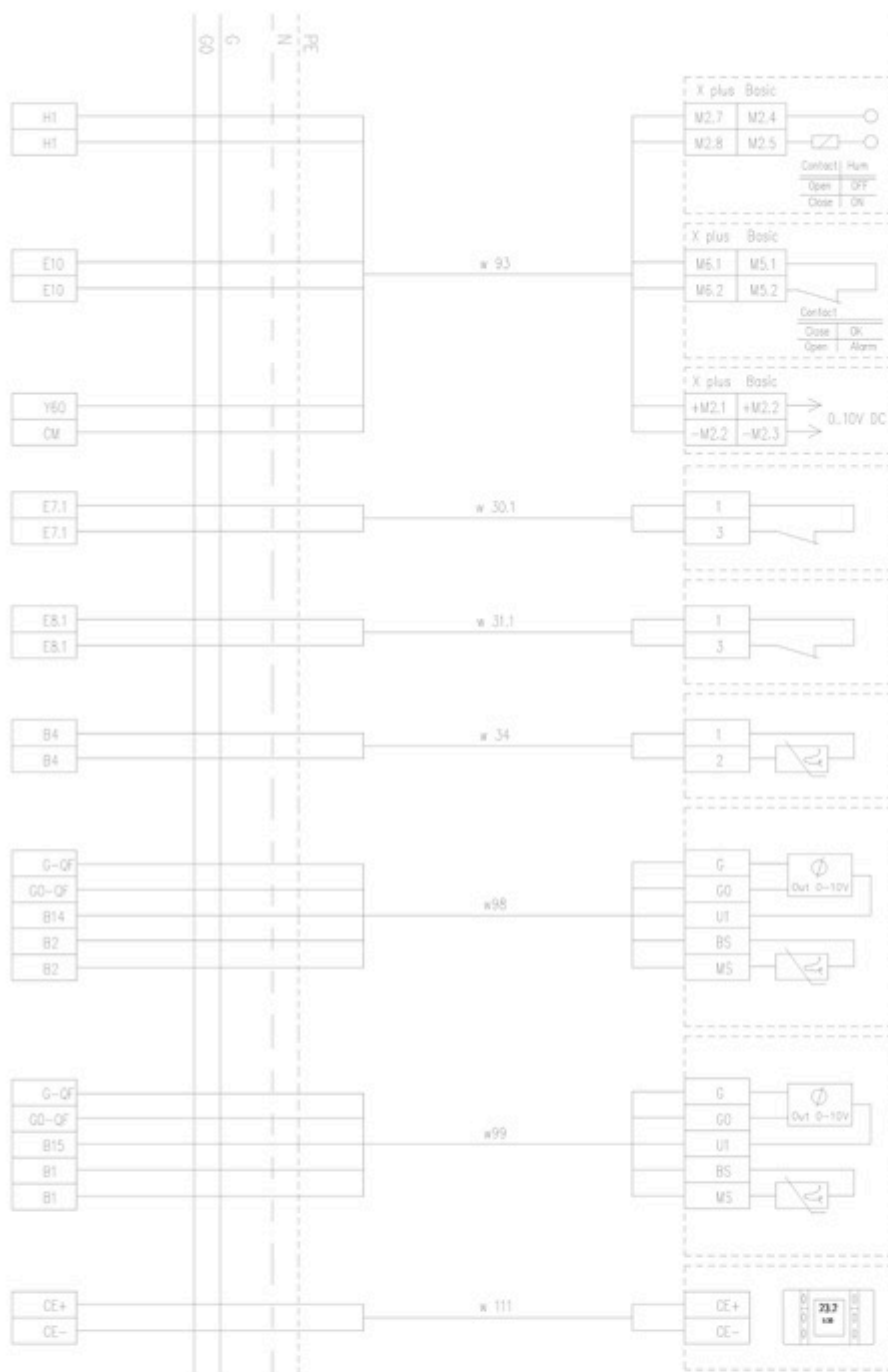 G0 G N PE
X plus Basic
H1 M2.7 M2.4
H1 M2.8 M2.5
Contact Hum
Open OFF
Close ON
X plus Basic
E10 w 93 M6.1 M5.1
E10 M6.2 M5.2
Contact
Close OK
Open Alarm
X plus Basic
Y60 +M2.1 +M2.2
0..10V DC
CM -M2.2 -M2.3
E7.1 w 30.1 1
E7.1 3
E8.1 w 31.1 1
E8.1 3
B4 w 34 1
B4 2
G-QF G
G0-QF G0 Out 0-10V
B14 w98 U1
B2 BS
B2 MS
G-QF G
G0-QF G0 Out 0-10V
B15 w99 U1
B1 BS
B1 MS
CE+ w 111 CE+
23.2
CE- CE-